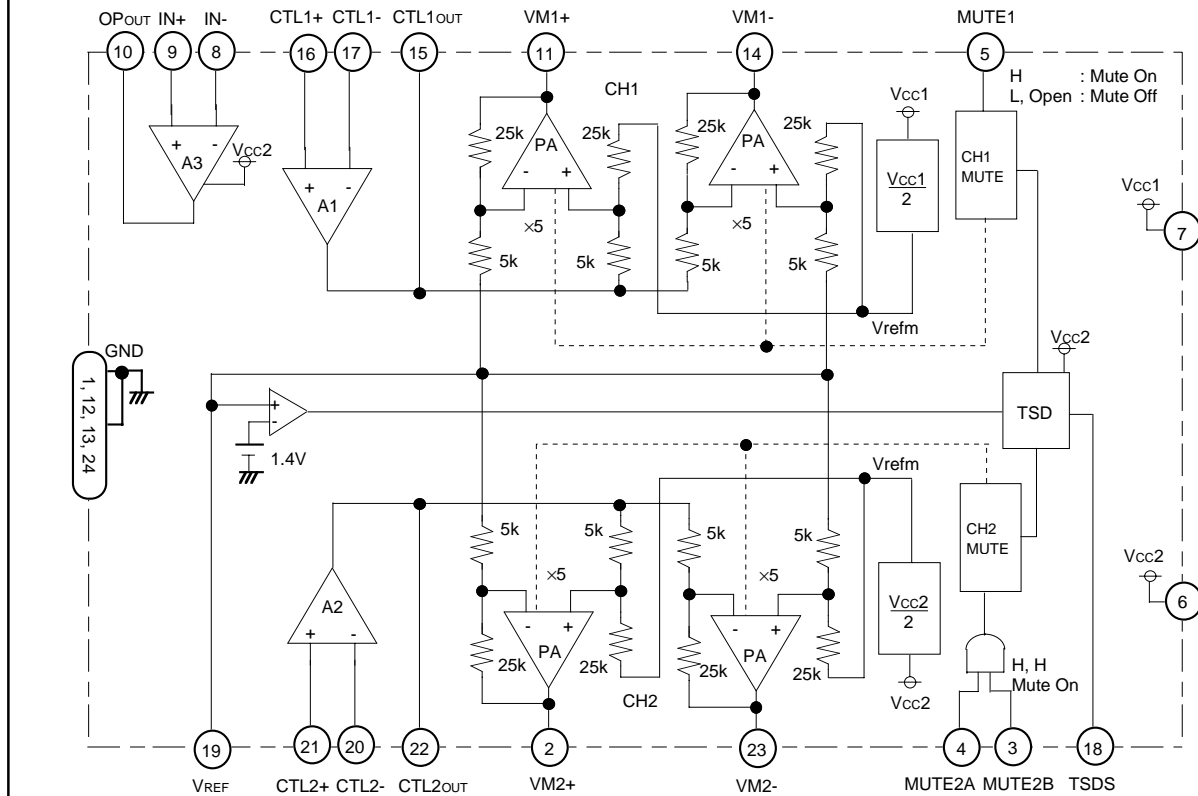 OPOUT IN+ IN- CTL1+ CTL1- CTL1OUT VM1+ VM1- MUTE1
10 9 8 16 17 15 11 14 5
H : Mute On
L, Open : Mute Off
CH1
Vcc1
25k 25k 25k 25k
PA PA
+ - A3 Vcc2
+ - A1
- + - +
×5 ×5
Vcc1
2
CH1
MUTE
Vcc1
7
5k 5k 5k 5k
Vrefm
GND
1, 12, 13, 24
Vcc2
TSD
+
-
1.4V
Vrefm
5k 5k 5k 5k
CH2
MUTE
×5 ×5
Vcc2
6
A2
+ -
- + - +
PA PA
Vcc2
2
25k 25k 25k 25k
CH2
Vcc2
H, H
Mute On
19 21 20 22 2 23 4 3 18
VREF CTL2+ CTL2- CTL2OUT VM2+ VM2- MUTE2A MUTE2B TSDS